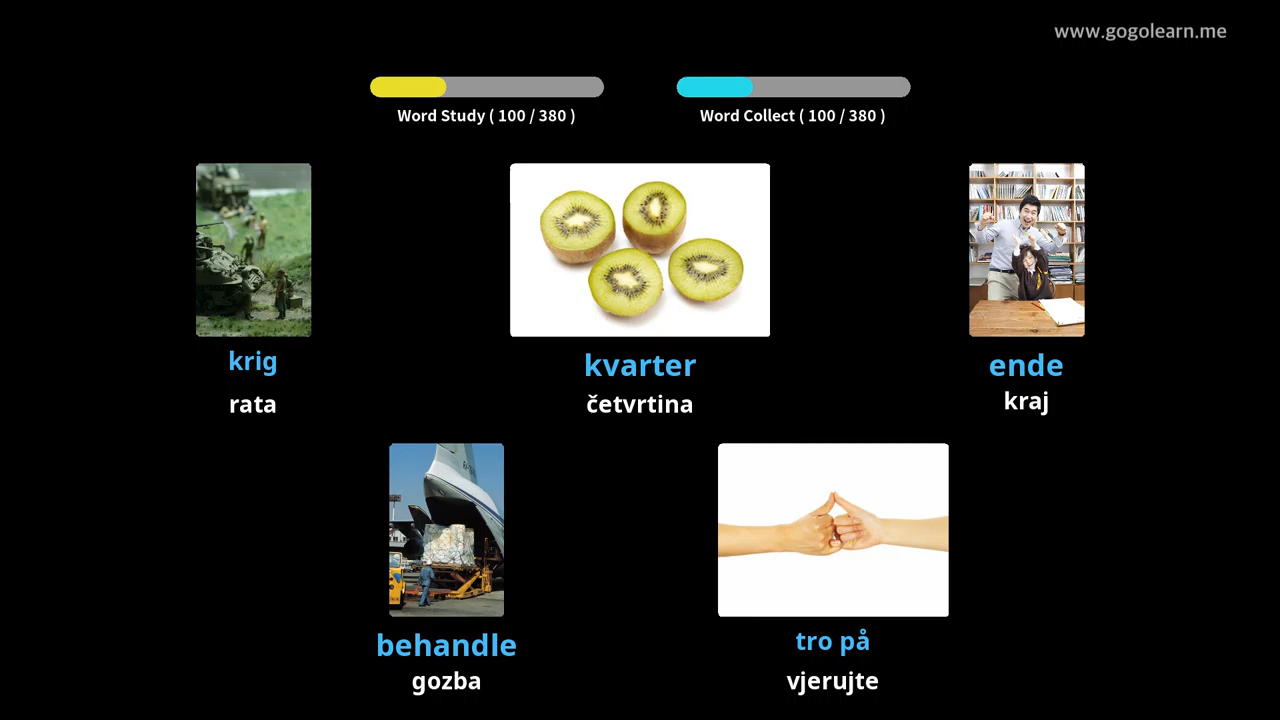 www.gogolearn.me
Word Study ( 100 / 380 )
Word Collect ( 100 / 380 )
krig
rata
kvarter
četvrtina
ende
kraj
behandle
gozba
tro på
vjerujte